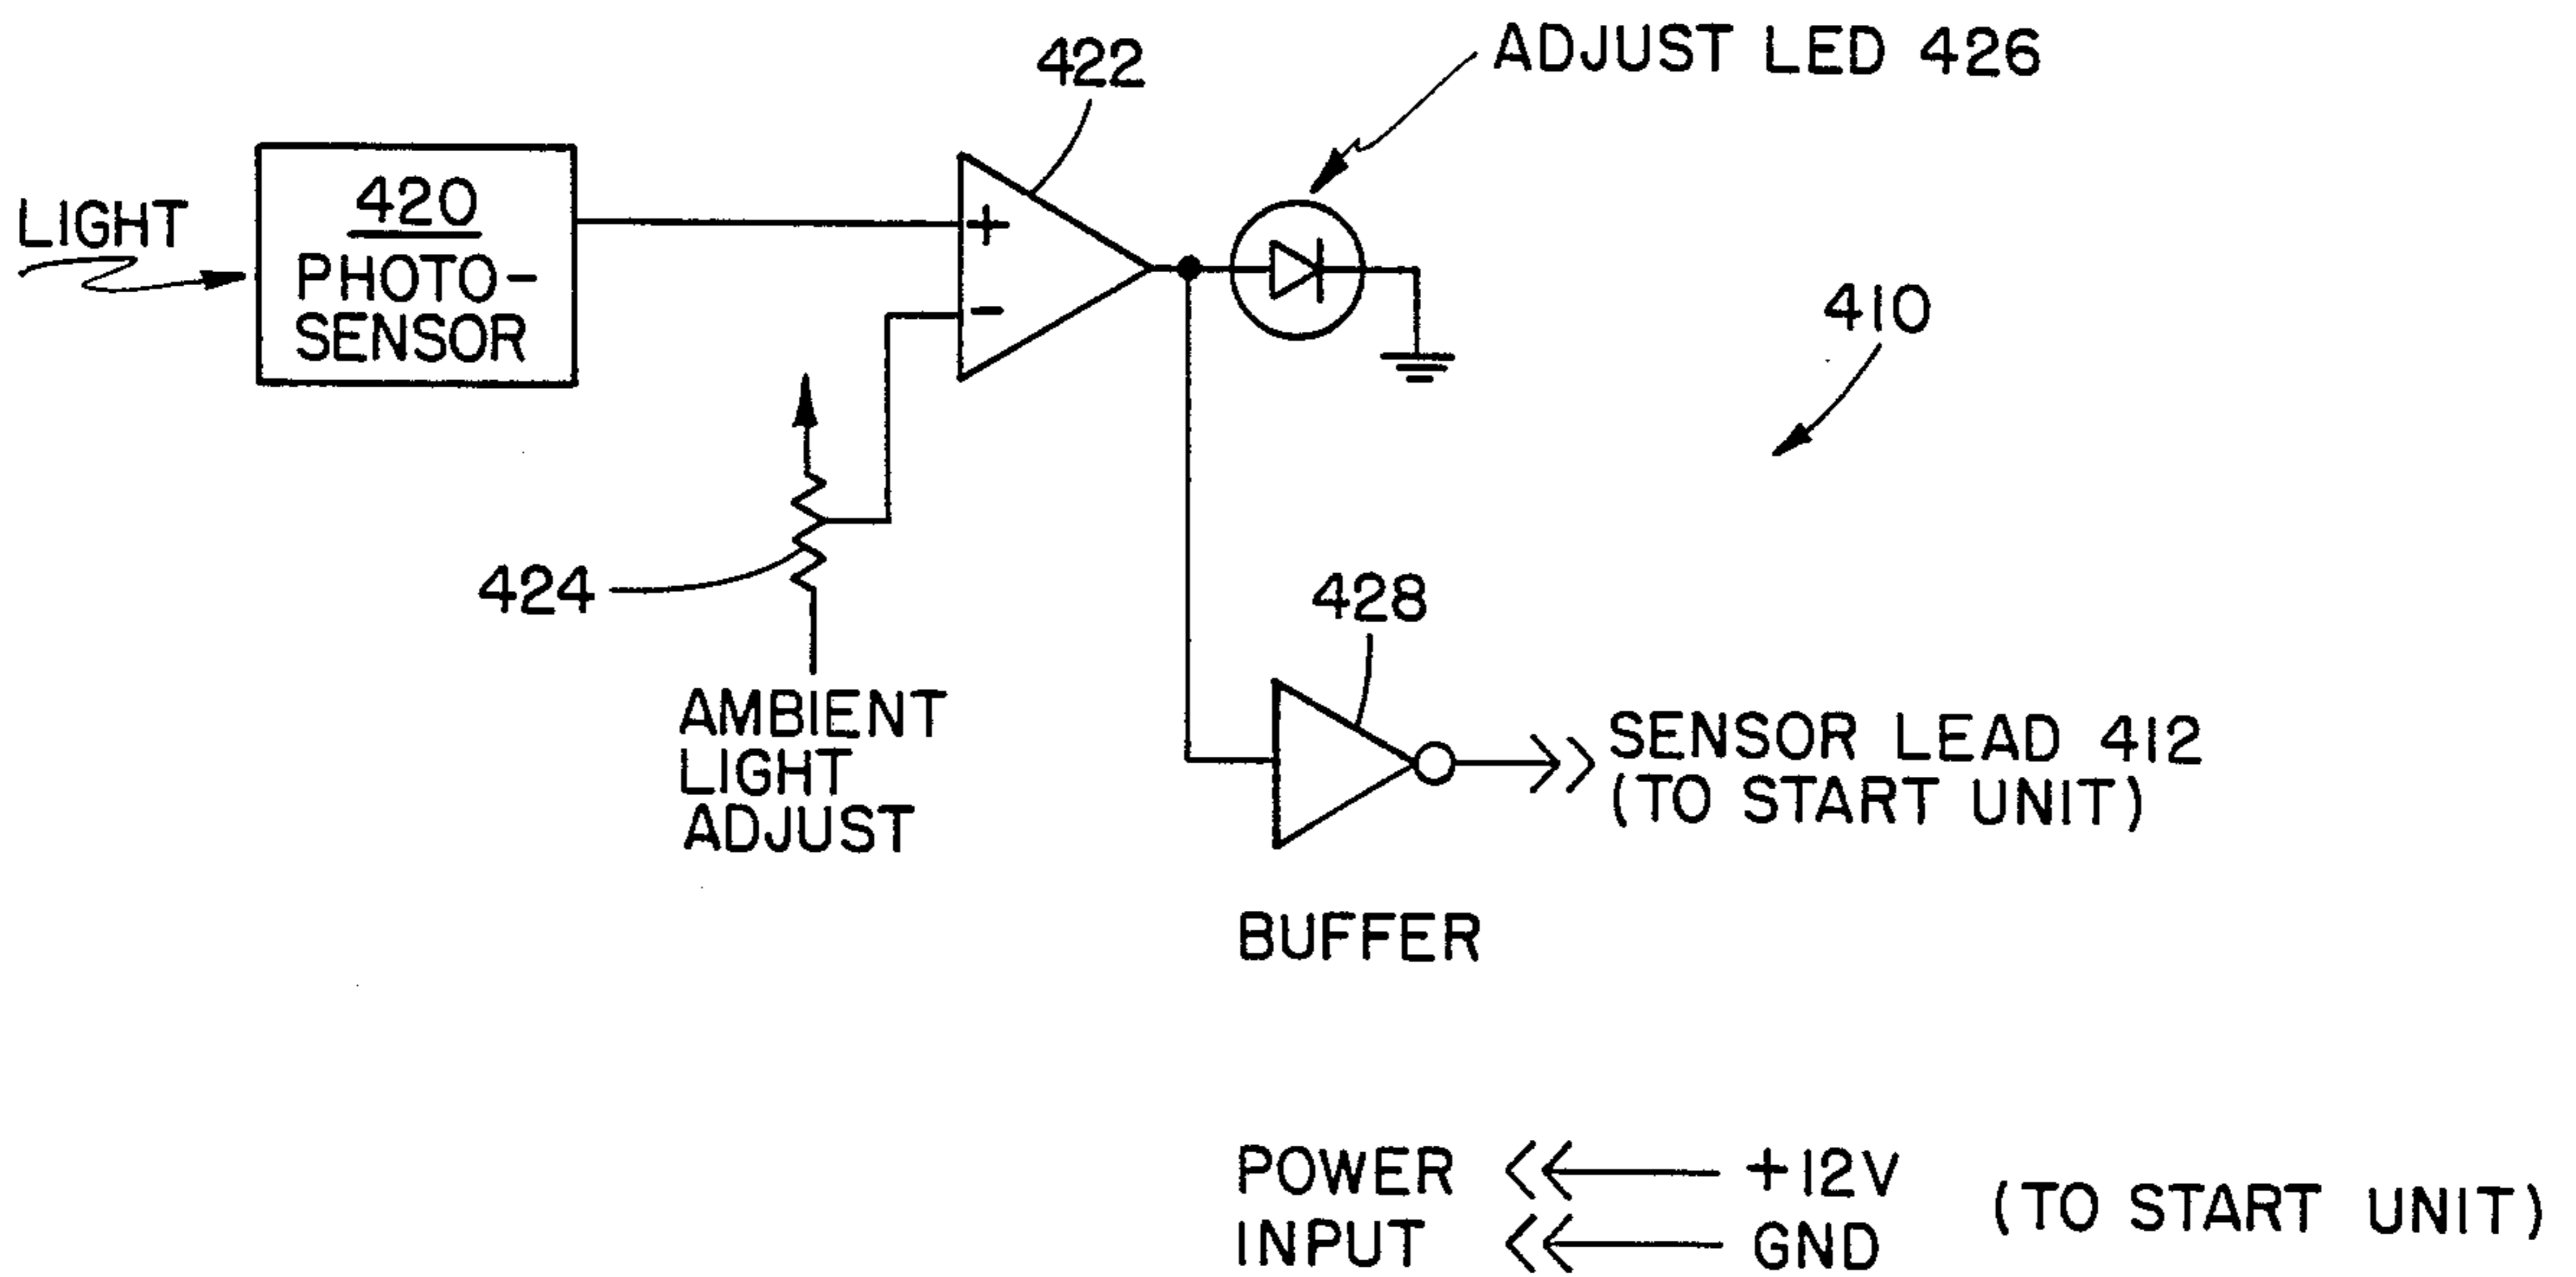 422
ADJUST LED 426
LIGHT
420
PHOTO-
SENSOR
+
-
410
424
428
AMBIENT
LIGHT
ADJUST
SENSOR LEAD 412
(TO START UNIT)
BUFFER
POWER
INPUT
+12V
GND
(TO START UNIT)